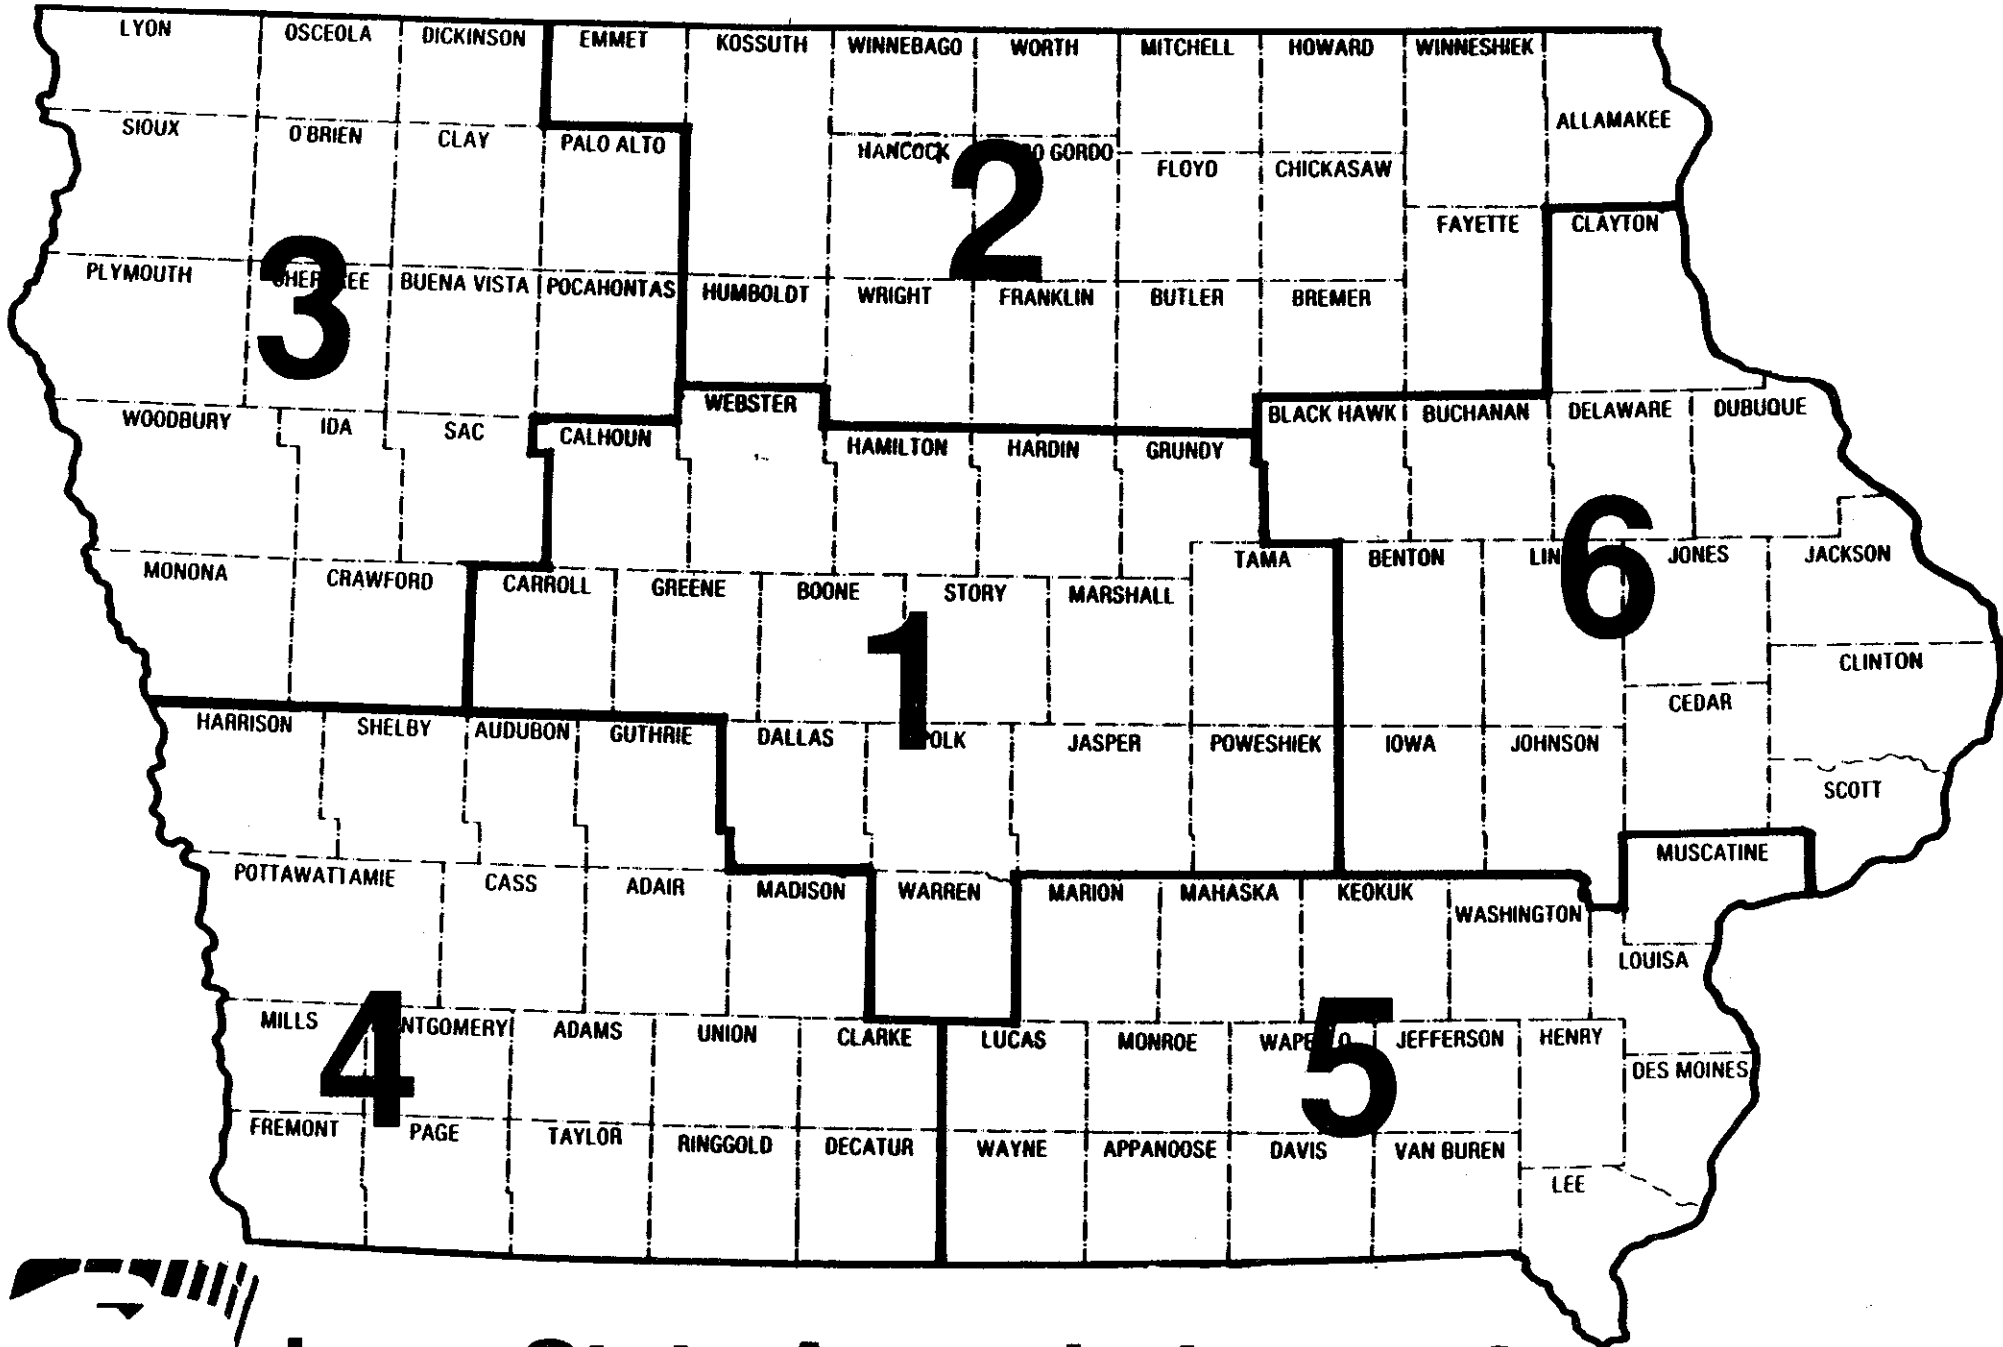 LYON OSCEOLA DICKINSON EMMET KOSSUTH WINNEBAGO WORTH MITCHELL HOWARD WINNESHIEK
ALLAMAKEE
SIOUX O'BRIEN CLAY PALO ALTO HANCOCK GORDO FLOYD CHICKASAW
2
FAYETTE CLAYTON
PLYMOUTH BUENA VISTA POCAHONTAS HUMBOLDT WRIGHT FRANKLIN BUTLER BREMER
3
WOODBURY IDA SAC CALHOUN WEBSTER HAMILTON HARDIN GRUNDY BLACK HAWK BUCHANAN DELAWARE DUBUQUE
6
MONONA CRAWFORD CARROLL GREENE BOONE STORY MARSHALL TAMA BENTON LIN JONES JACKSON
1
CLINTON
CEDAR
HARRISON SHELBY AUDUBON GUTHRIE DALLAS POLK JASPER POWESHIEK IOWA JOHNSON
SCOTT
MUSCATINE
POTTAWATTAMIE CASS ADAIR MADISON WARREN MARION MAHASKA KEOKUK WASHINGTON
LOUISA
4
5
MILLS NTGOMERY ADAMS UNION CLARKE LUCAS MONROE WAPELLO JEFFERSON HENRY
DES MOINES
FREMONT PAGE TAYLOR RINGGOLD DECATUR WAYNE APPANOOSE DAVIS VAN BUREN
LEE